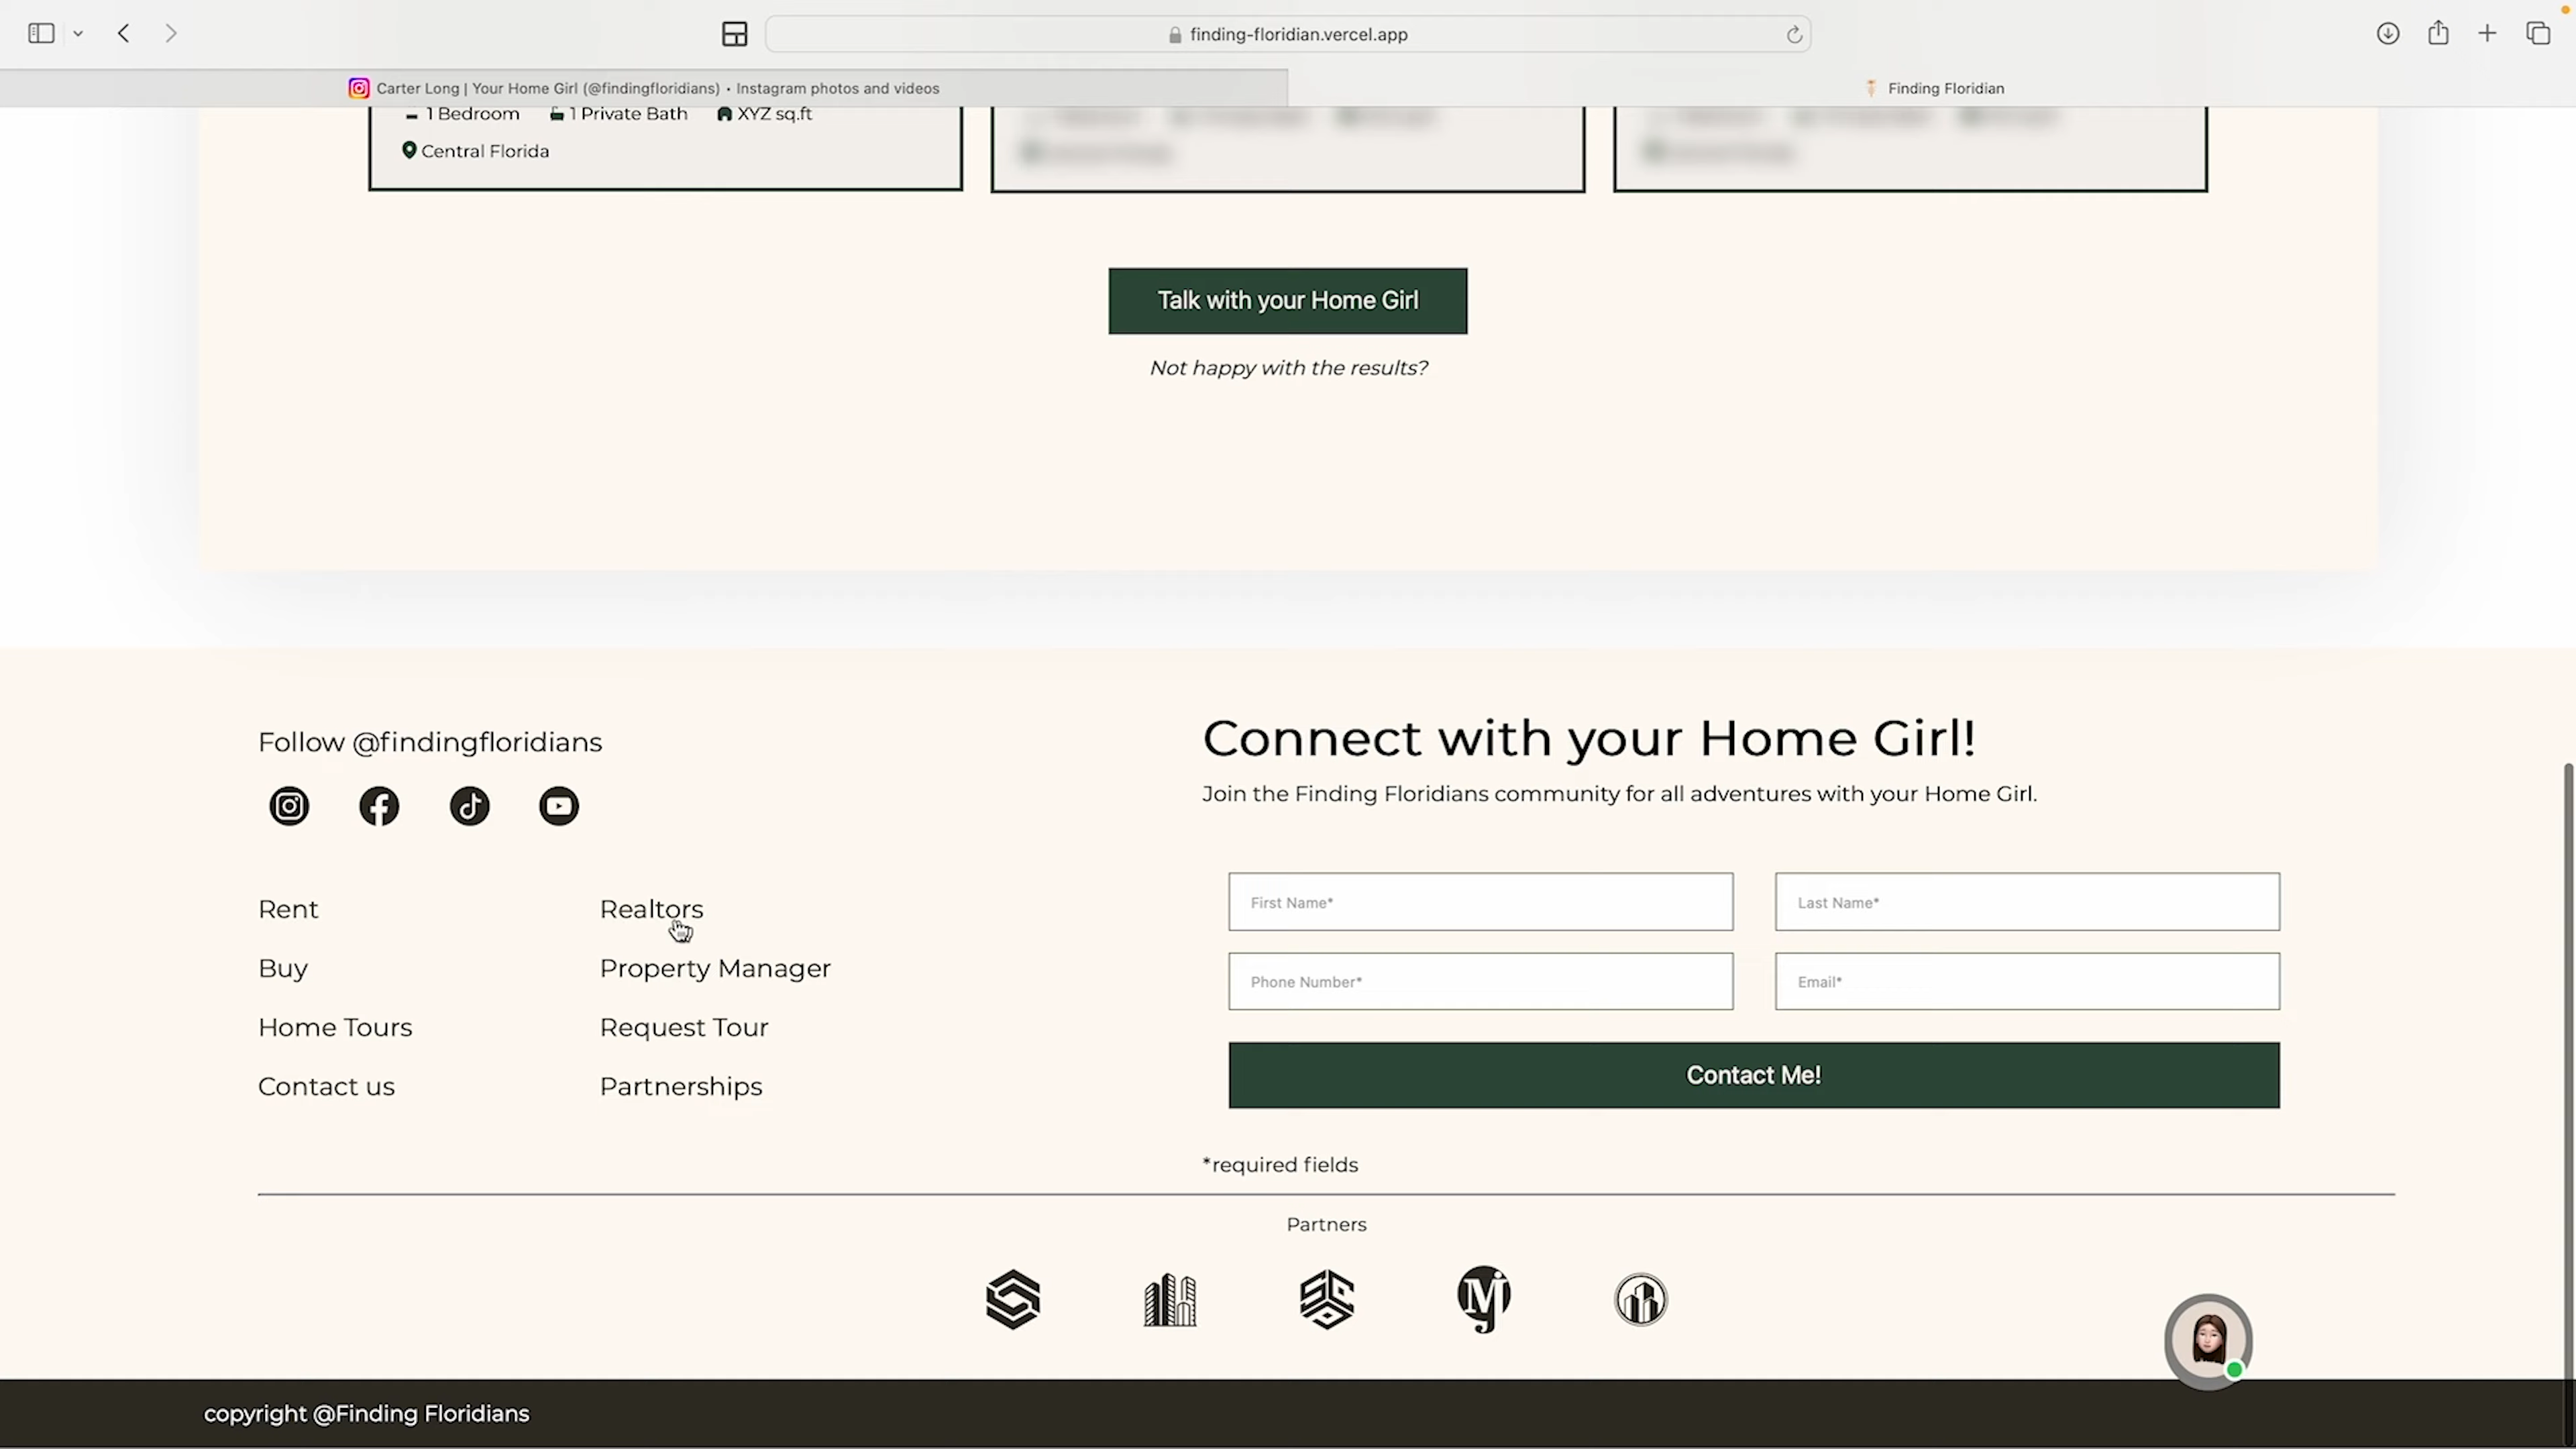 finding-floridian.vercel.app
Carter Long | Your Home Girl (@findingfloridians) • Instagram photos and videos
Finding Floridian
1 Bedroom 1 Private Bath XYZ sq.ft
Central Florida
Talk with your Home Girl
Not happy with the results?
Follow @findingfloridians
Rent
Buy
Home Tours
Contact us
Realtors
Property Manager
Request Tour
Partnerships
Connect with your Home Girl!
Join the Finding Floridians community for all adventures with your Home Girl.
First Name*
Last Name*
Phone Number*
Email*
Contact Me!
*required fields
Partners
copyright @Finding Floridians